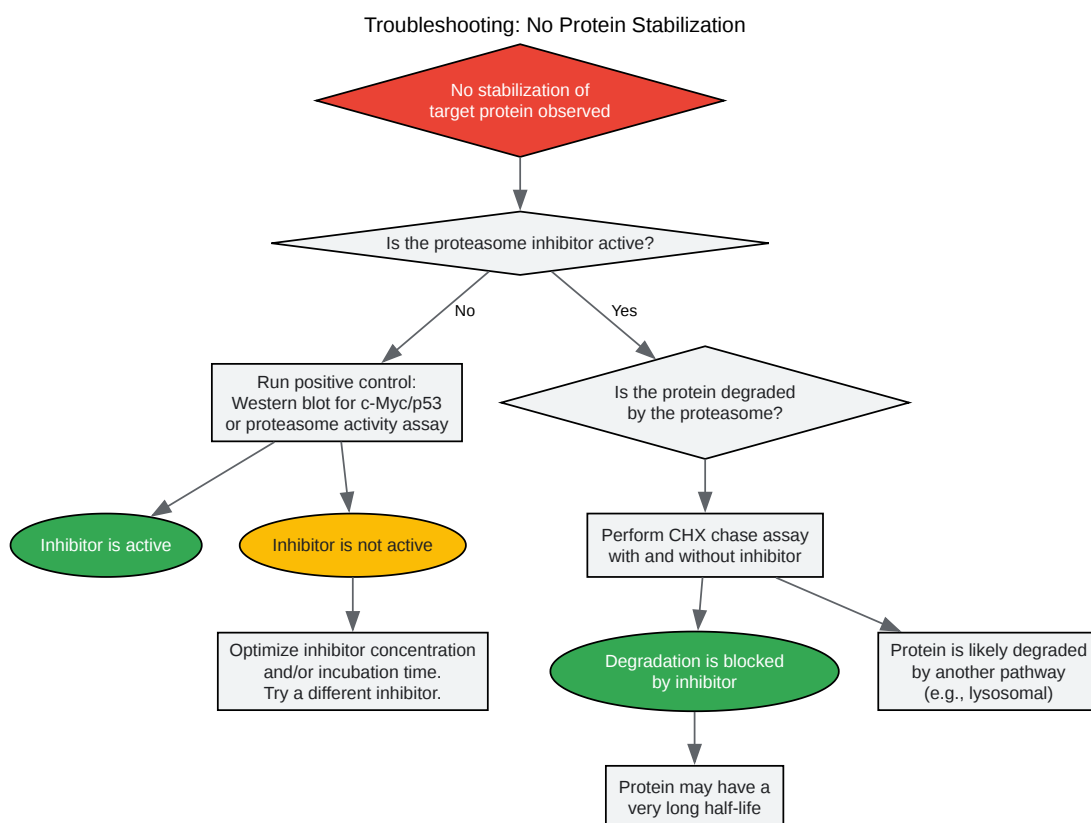 Troubleshooting: No Protein Stabilization
No stabilization of
target protein observed
Is the proteasome inhibitor active?
No
Yes
Run positive control:
Western blot for c-Myc/p53
or proteasome activity assay
Is the protein degraded
by the proteasome?
Inhibitor is active
Inhibitor is not active
Perform CHX chase assay
with and without inhibitor
Optimize inhibitor concentration
and/or incubation time.
Try a different inhibitor.
Degradation is blocked
by inhibitor
Protein is likely degraded
by another pathway
(e.g., lysosomal)
Protein may have a
very long half-life